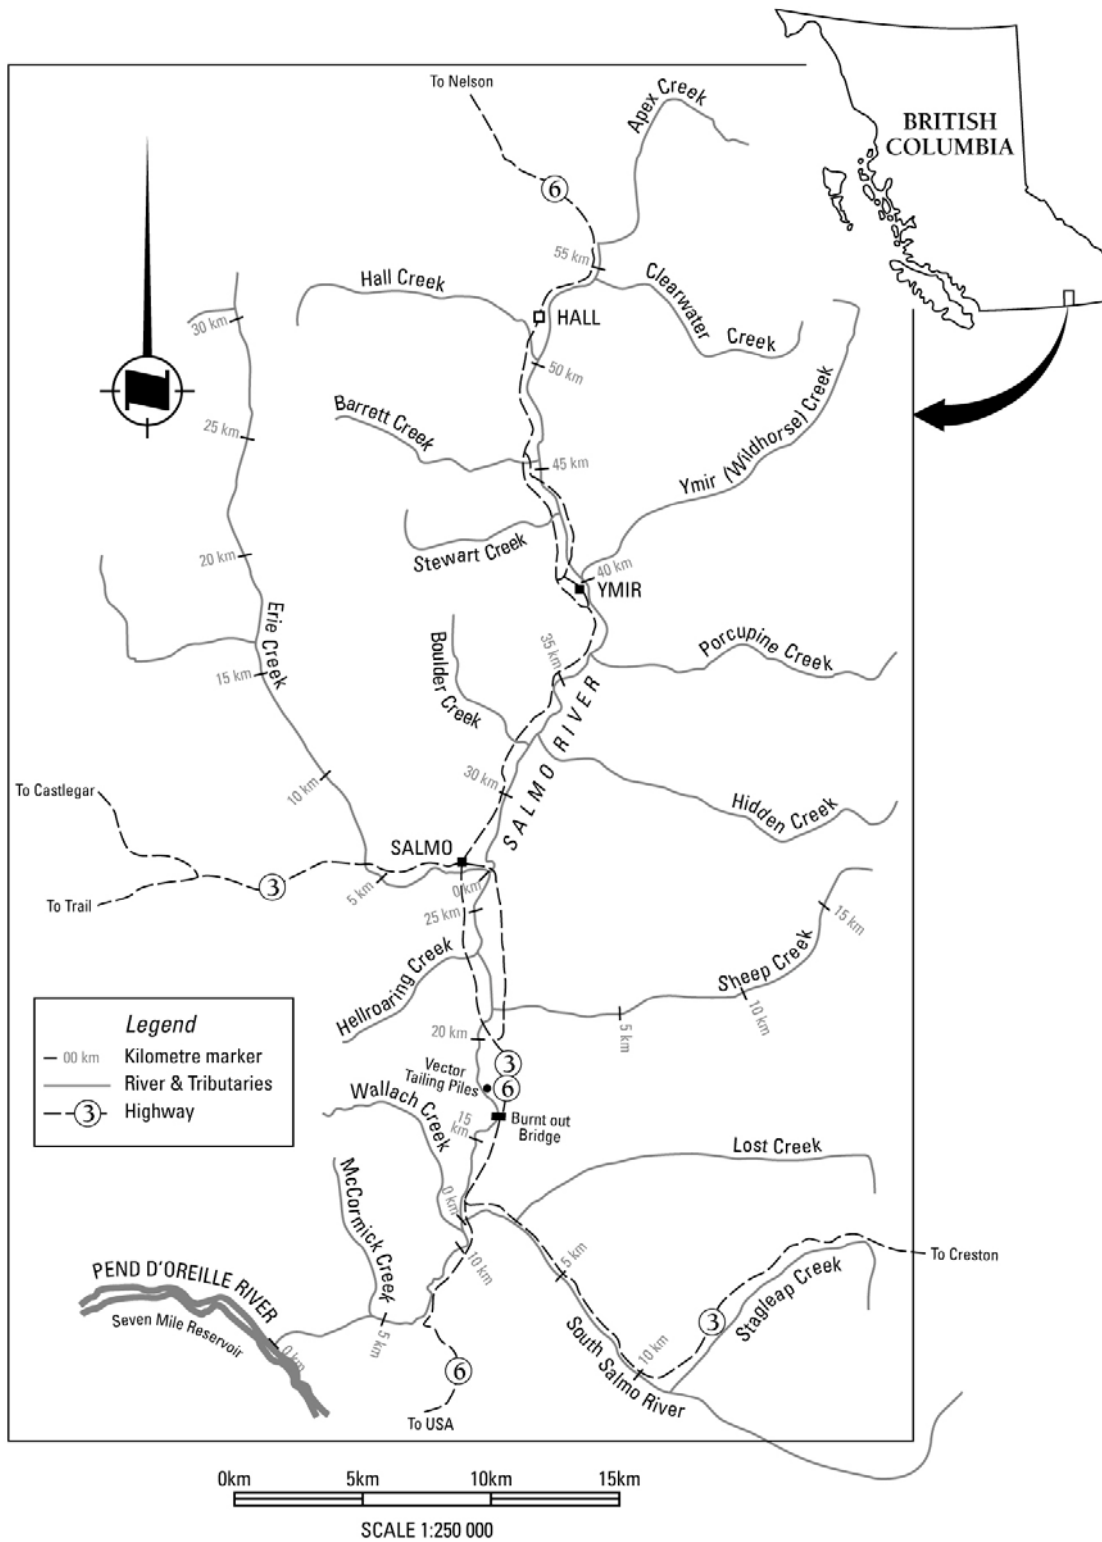 To Nelson
Apex Creek
BRITISH
COLUMBIA
6
55 km
Hall Creek
Clearwater
Creek
30 km
HALL
50 km
Barrett Creek
25 km
45 km
Ymir (Wildhorse) Creek
Stewart Creek
20 km
40 km
YMIR
Erie Creek
Boulder Creek
35 km
Porcupine Creek
15 km
SALMO RIVER
10 km
30 km
To Castlegar
Hidden Creek
SALMO
3
5 km
0 km
To Trail
25 km
15 km
Hellroaring Creek
Sheep Creek
10 km
5 km
Legend
00 km Kilometre marker
River & Tributaries
3 Highway
20 km
3
Vector
Tailing Piles
6
Wallach Creek
15
km
Burnt out
Bridge
Lost Creek
McCormick Creek
0 km
10 km
To Creston
5 km
Stagleap Creek
PEND D'OREILLE RIVER
Seven Mile Reservoir
0 km
5 km
3
10 km
6
South Salmo River
To USA
0km 5km 10km 15km
SCALE 1:250 000